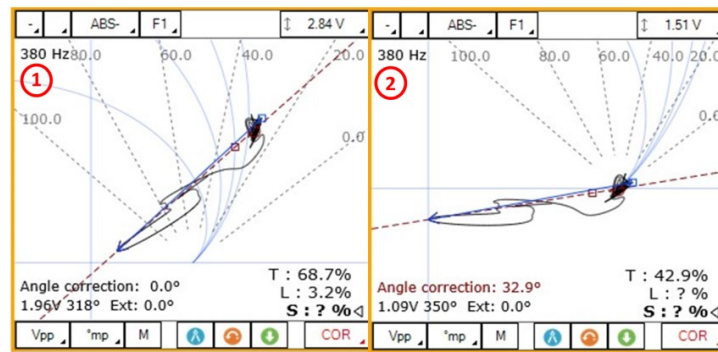 - - ABS- F1 ↕ 2.84 V
380 Hz 80.0 60.0 40.0 20.0
1
100.0
0.0
Angle correction: 0.0° T : 68.7%
L : 3.2%
1.96V 318° Ext: 0.0° S : ? %◁
Vpp °mp M COR
- - ABS- F1 ↕ 1.51 V
380 Hz 100.0 80.0 60.0 40.0 20.0
2
Angle correction: 32.9° T : 42.9%
L : ? %
1.09V 350° Ext: 0.0° S : ? %◁
Vpp °mp M COR